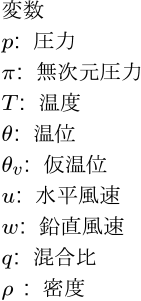 変数
p: 圧力
π: 無次元圧力
T: 温度
θ: 温位
θv: 仮温位
u: 水平風速
w: 鉛直風速
q: 混合比
ρ : 密度